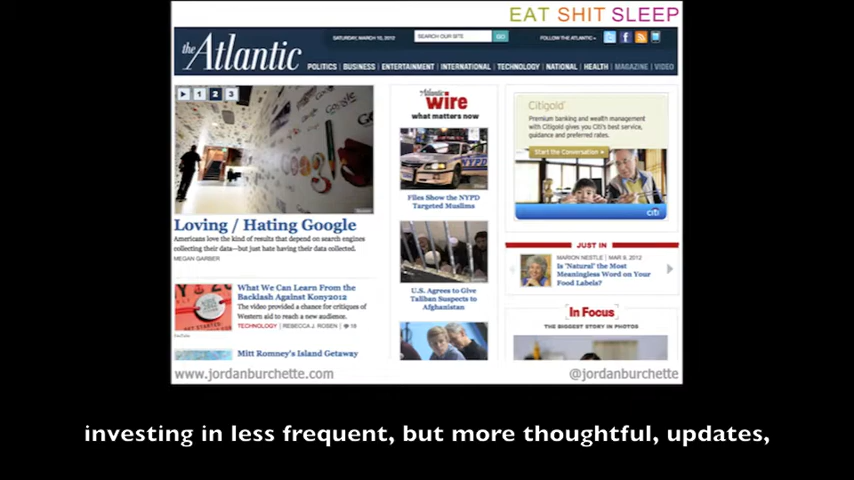 EAT SHIT SLEEP
the Atlantic
SATURDAY, MARCH 10, 2012
SEARCH OUR SITE
GO
FOLLOW THE ATLANTIC
POLITICS | BUSINESS | ENTERTAINMENT | INTERNATIONAL | TECHNOLOGY | NATIONAL | HEALTH | MAGAZINE | VIDEO
1 2 3
Google
Loving / Hating Google
Americans love the kind of results that depend on search engines
collecting their data—but just hate having their data collected.
MEGAN GARBER
What We Can Learn From the
Backlash Against Kony2012
The video provided a chance for critiques of
Western aid to reach a new audience.
TECHNOLOGY | REBECCA J. ROSEN | 18
Mitt Romney's Island Getaway
the Atlantic
wire
what matters now
NYPD
Files Show the NYPD
Targeted Muslims
U.S. Agrees to Give
Taliban Suspects to
Afghanistan
Citigold
Premium banking and wealth management
with Citigold gives you Citi's best service,
guidance and preferred rates.
Start the Conversation
citi
JUST IN
MARION NESTLE | MAR 9, 2012
Is 'Natural' the Most
Meaningless Word on Your
Food Labels?
In Focus
THE BIGGEST STORY IN PHOTOS
www.jordanburchette.com
@jordanburchette
investing in less frequent, but more thoughtful, updates,